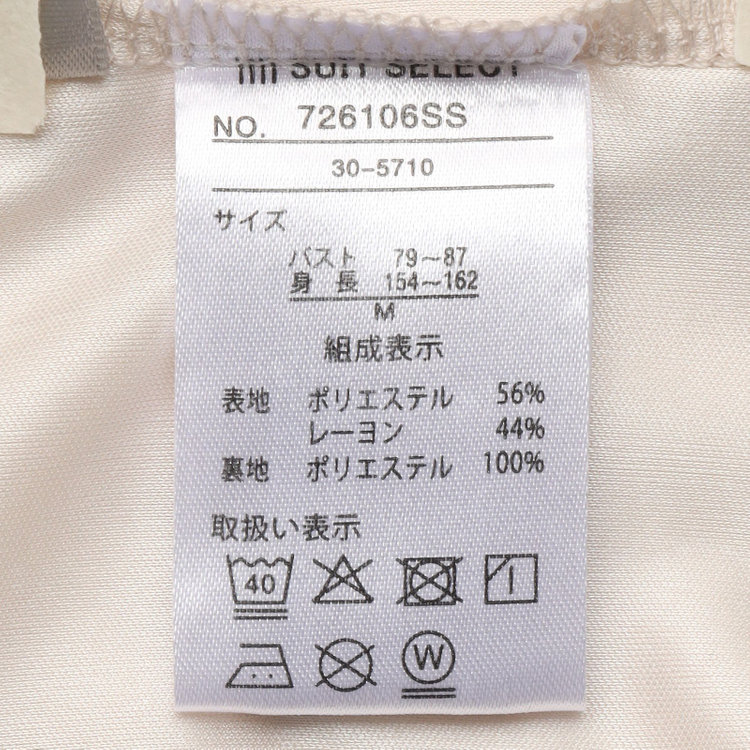 SUIT SELECT
NO. 726106SS
30-5710
サイズ
バスト 79～87
身長 154～162
M
組成表示
表地 ポリエステル 56%
レーヨン 44%
裏地 ポリエステル 100%
取扱い表示
40
W